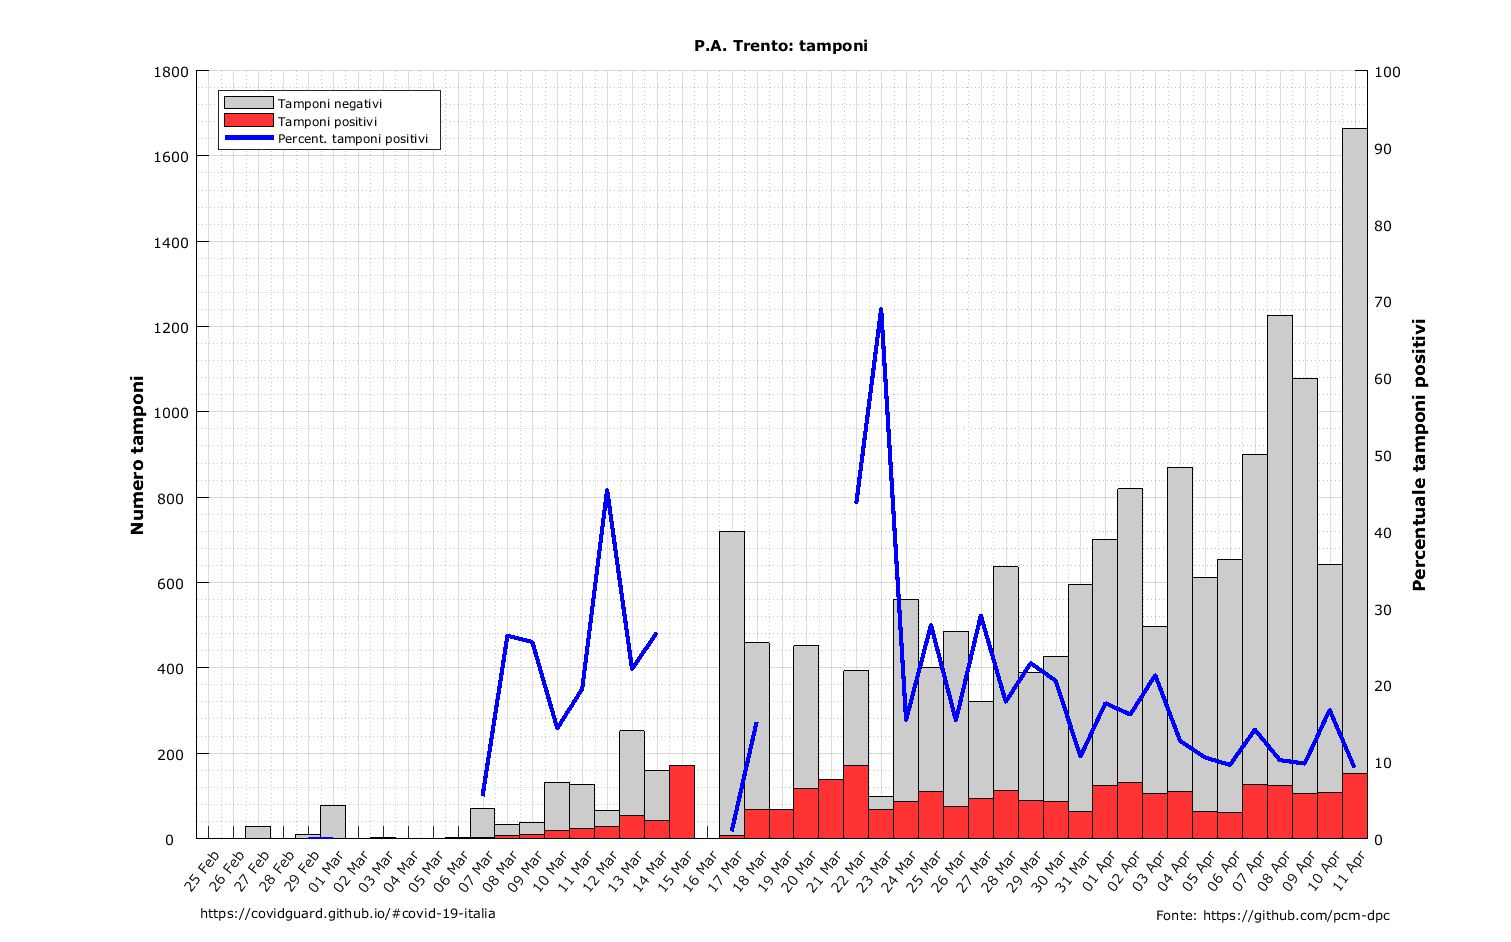 P.A. Trento: tamponi
Tamponi negativi
Tamponi positivi
Percent. tamponi positivi
Numero tamponi
1800
1600
1400
1200
1000
800
600
400
200
0
100
90
80
70
60
50
40
30
20
10
0
Percentuale tamponi positivi
25 Feb
26 Feb
27 Feb
28 Feb
29 Feb
01 Mar
02 Mar
03 Mar
04 Mar
05 Mar
06 Mar
07 Mar
08 Mar
09 Mar
10 Mar
11 Mar
12 Mar
13 Mar
14 Mar
15 Mar
16 Mar
17 Mar
18 Mar
19 Mar
20 Mar
21 Mar
22 Mar
23 Mar
24 Mar
25 Mar
26 Mar
27 Mar
28 Mar
29 Mar
30 Mar
31 Mar
01 Apr
02 Apr
03 Apr
04 Apr
05 Apr
06 Apr
07 Apr
08 Apr
09 Apr
10 Apr
11 Apr
https://covidguard.github.io/#covid-19-italia
Fonte: https://github.com/pcm-dpc